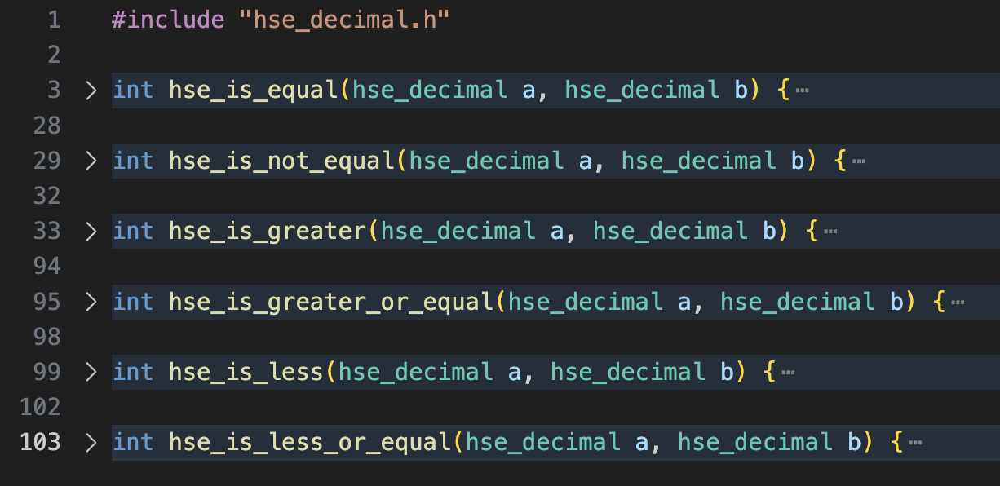 1 #include "hse_decimal.h"
2
3 > int hse_is_equal(hse_decimal a, hse_decimal b) {⋯
28
29 > int hse_is_not_equal(hse_decimal a, hse_decimal b) {⋯
32
33 > int hse_is_greater(hse_decimal a, hse_decimal b) {⋯
94
95 > int hse_is_greater_or_equal(hse_decimal a, hse_decimal b) {⋯
98
99 > int hse_is_less(hse_decimal a, hse_decimal b) {⋯
102
103 > int hse_is_less_or_equal(hse_decimal a, hse_decimal b) {⋯